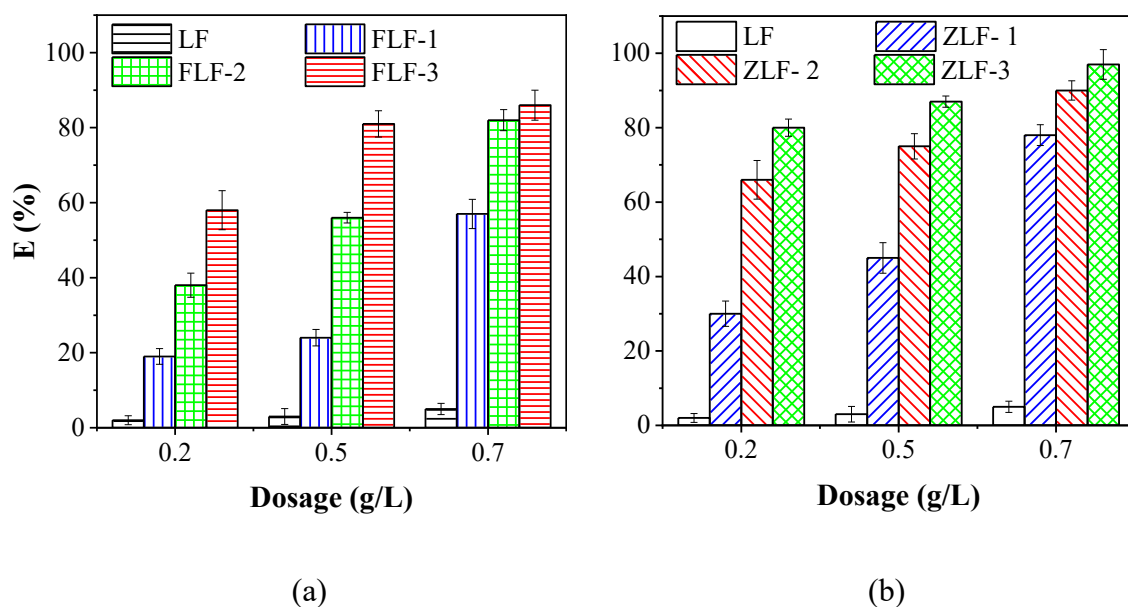 LF FLF-1
FLF-2 FLF-3
100
80
60
40
20
0
E (%)
0.2 0.5 0.7
Dosage (g/L)
(a)
LF ZLF- 1
ZLF- 2 ZLF-3
100
80
60
40
20
0
0.2 0.5 0.7
Dosage (g/L)
(b)